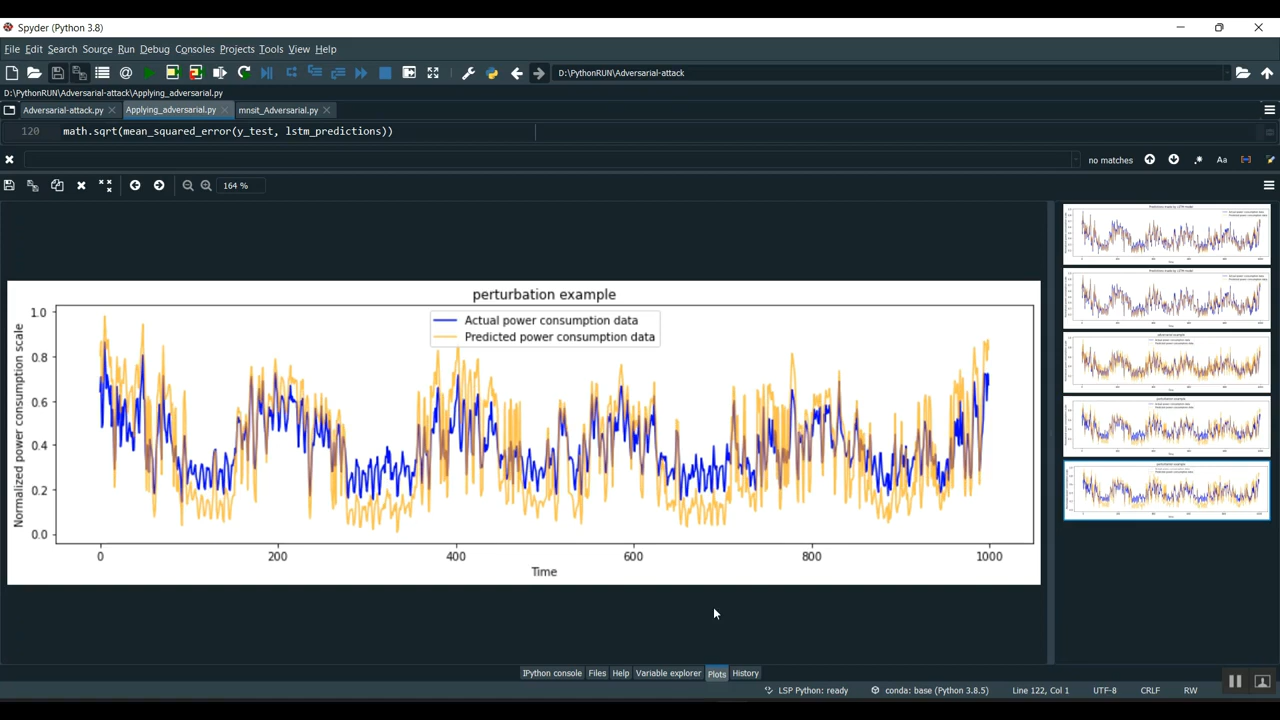 Spyder (Python 3.8)
File Edit Search Source Run Debug Consoles Projects Tools View Help
D:\PythonRUN\Adversarial-attack
D:\PythonRUN\Adversarial-attack\Applying_adversarial.py
Adversarial-attack.py Applying_adversarial.py mnsit_Adversarial.py
120 math.sqrt(mean_squared_error(y_test, lstm_predictions))
no matches Aa
164 %
perturbation example
Actual power consumption data
Predicted power consumption data
Normalized power consumption scale
1.0
0.8
0.6
0.4
0.2
0.0
0 200 400 600 800 1000
Time
IPython console Files Help Variable explorer Plots History
LSP Python: ready conda: base (Python 3.8.5) Line 122, Col 1 UTF-8 CRLF RW